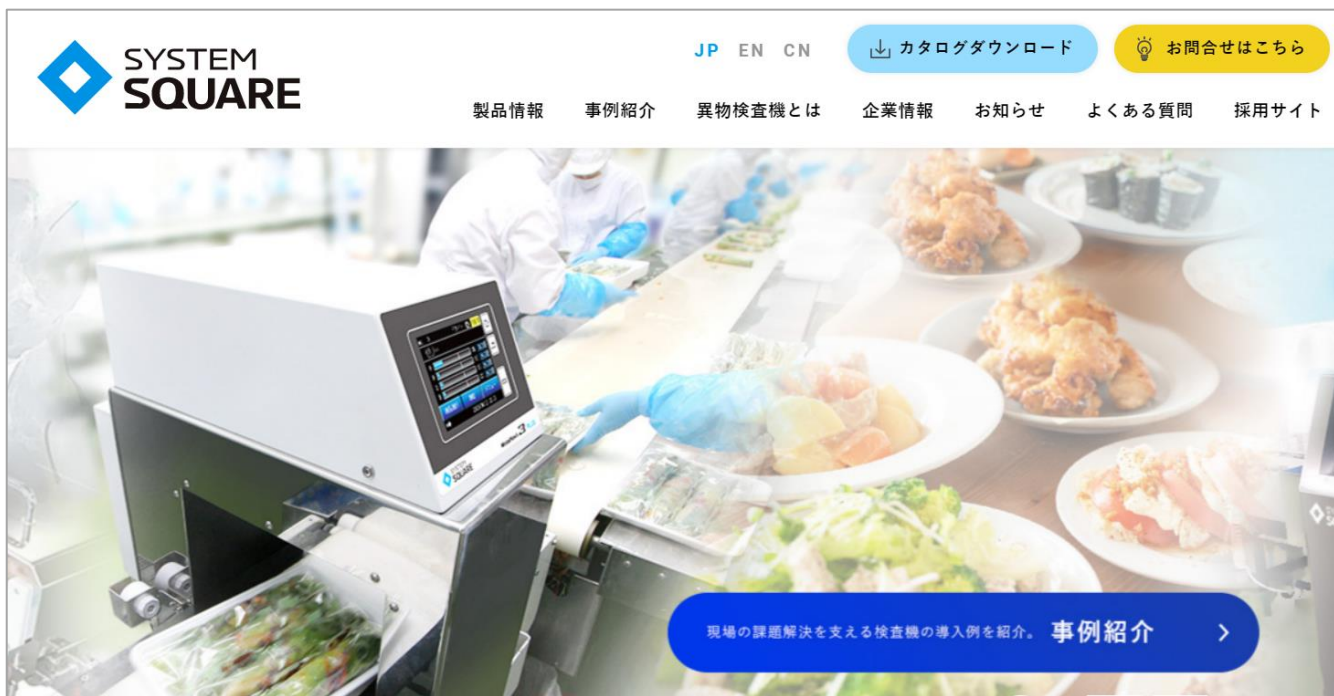 SYSTEM
SQUARE
JP EN CN
カタログダウンロード
お問合せはこちら
製品情報 事例紹介 異物検査機とは 企業情報 お知らせ よくある質問 採用サイト
SYSTEM
SQUARE
現場の課題解決を支える検査機の導入例を紹介。 事例紹介